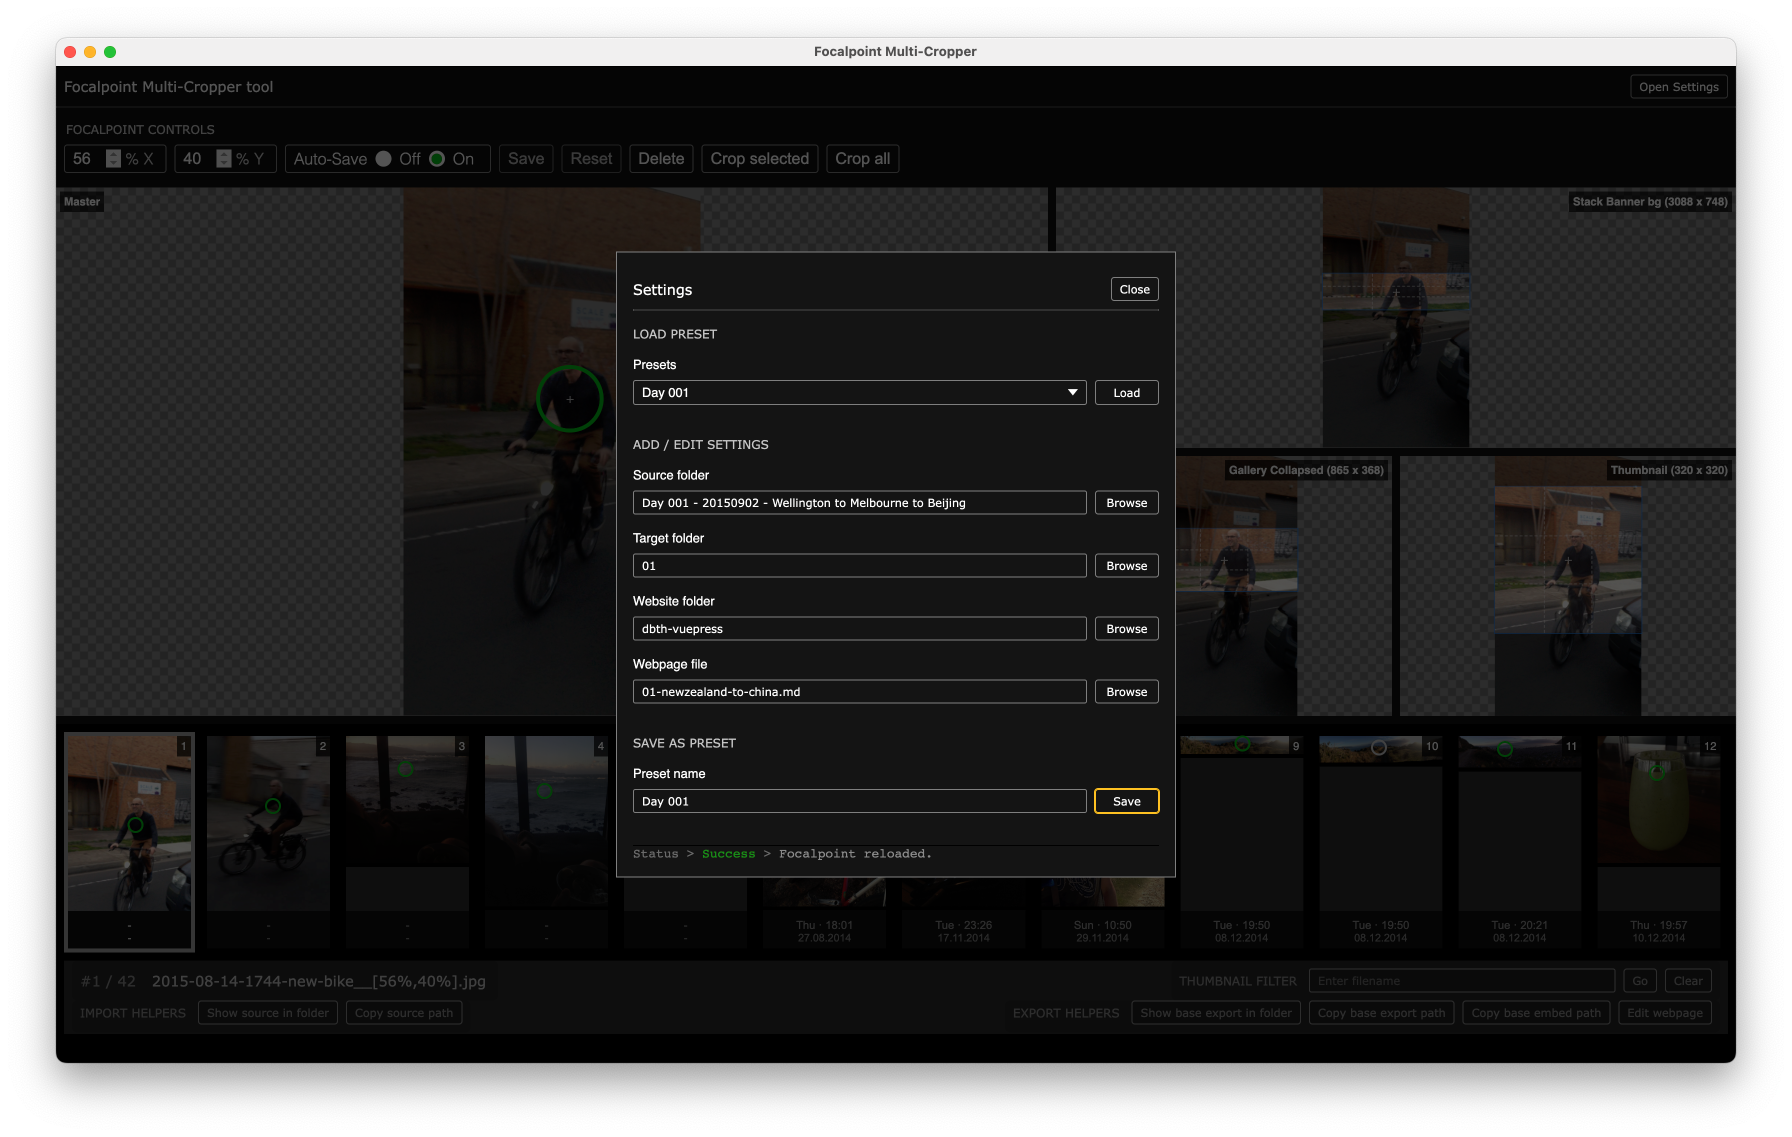 Focalpoint Multi-Cropper
Focalpoint Multi-Cropper tool
Open Settings
FOCALPOINT CONTROLS
56 % X
40 % Y
Auto-Save Off On
Save
Reset
Delete
Crop selected
Crop all
Master
Stack Banner bg (3088 x 748)
Gallery Collapsed (865 x 368)
Thumbnail (320 x 320)
Settings
Close
LOAD PRESET
Presets
Day 001
Load
ADD / EDIT SETTINGS
Source folder
Day 001 - 20150902 - Wellington to Melbourne to Beijing
Browse
Target folder
01
Browse
Website folder
dbth-vuepress
Browse
Webpage file
01-newzealand-to-china.md
Browse
SAVE AS PRESET
Preset name
Day 001
Save
Status > Success > Focalpoint reloaded.
1
-
-
2
-
-
3
-
-
4
-
-
-
-
Thu · 18:01
27.08.2014
Tue · 23:26
17.11.2014
Sun · 10:50
29.11.2014
9
Tue · 19:50
08.12.2014
10
Tue · 19:50
08.12.2014
11
Tue · 20:21
08.12.2014
12
Thu · 19:57
10.12.2014
#1 / 42 2015-08-14-1744-new-bike__[56%,40%].jpg
THUMBNAIL FILTER
Enter filename
Go
Clear
IMPORT HELPERS
Show source in folder
Copy source path
EXPORT HELPERS
Show base export in folder
Copy base export path
Copy base embed path
Edit webpage